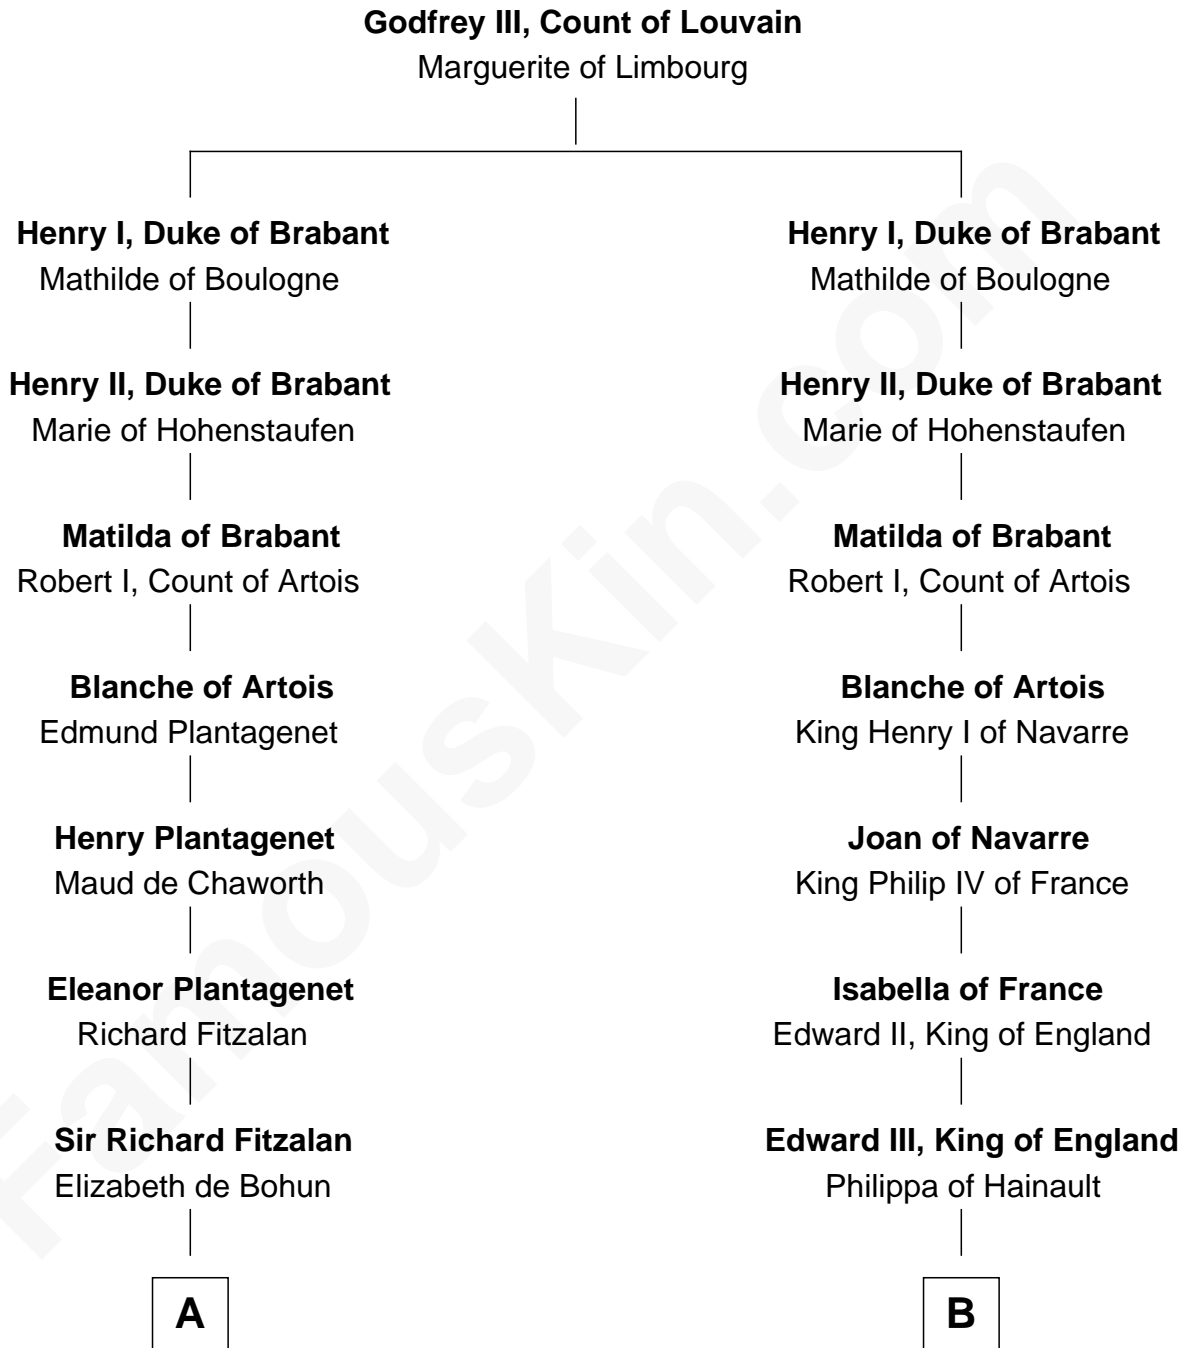 Godfrey III, Count of Louvain
Marguerite of Limbourg
Henry I, Duke of Brabant
Mathilde of Boulogne
Henry II, Duke of Brabant
Marie of Hohenstaufen
Matilda of Brabant
Robert I, Count of Artois
Blanche of Artois
Edmund Plantagenet
Henry Plantagenet
Maud de Chaworth
Eleanor Plantagenet
Richard Fitzalan
Sir Richard Fitzalan
Elizabeth de Bohun
A
Henry I, Duke of Brabant
Mathilde of Boulogne
Henry II, Duke of Brabant
Marie of Hohenstaufen
Matilda of Brabant
Robert I, Count of Artois
Blanche of Artois
King Henry I of Navarre
Joan of Navarre
King Philip IV of France
Isabella of France
Edward II, King of England
Edward III, King of England
Philippa of Hainault
B
FamousKin.com